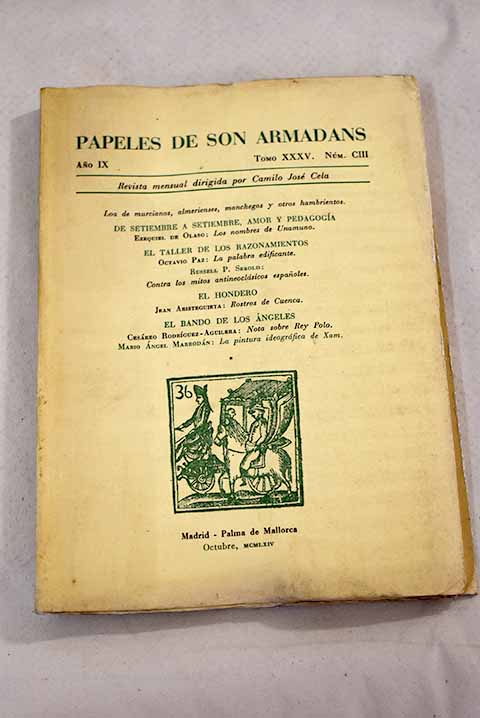 PAPELES DE SON ARMADANS
Año IX Tomo XXXV. Núm. CIII
Revista mensual dirigida por Camilo José Cela
Loa de murcianos, almerienses, manchegos y otros hambrientos.
DE SETIEMBRE A SETIEMBRE, AMOR Y PEDAGOGÍA
Ezequiel de Olaso: Los nombres de Unamuno.
EL TALLER DE LOS RAZONAMIENTOS
Octavio Paz: La palabra edificante.
Russell P. Sebold:
Contra los mitos antineoclásicos españoles.
EL HONDERO
Jean Aristeguieta: Rostros de Cuenca.
EL BANDO DE LOS ÁNGELES
Cesáreo Rodríguez-Aguilera: Nota sobre Rey Polo.
Mario Ángel Marrodán: La pintura ideográfica de Xam.
36
Madrid - Palma de Mallorca
Octubre, MCMLXIV